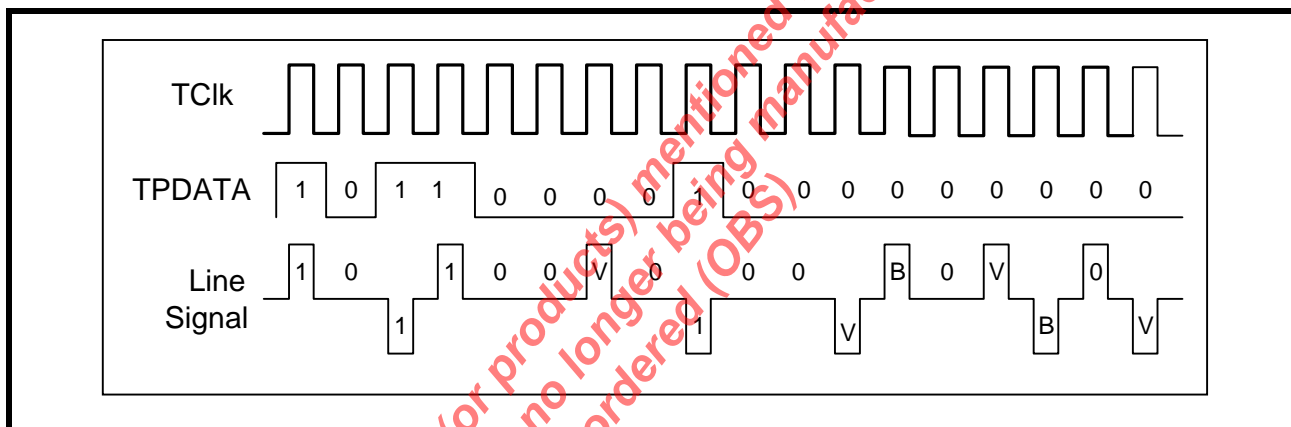 TClk
TPDATA 1 0 1 1 0 0 0 0 1 0 0 0 0 0 0 0 0 0
Line Signal 1 0 1 1 0 0 V 0 1 0 0 V B 0 V B 0 V
(or products) mentioned
no longer being manufac
ordered (OBS)